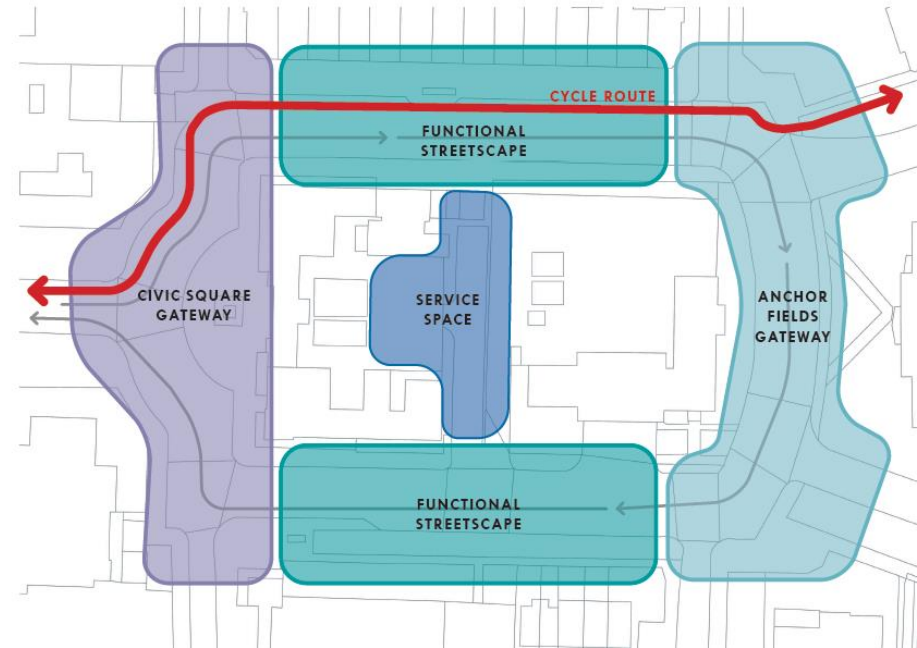 CYCLE ROUTE
FUNCTIONAL
STREETSCAPE
CIVIC SQUARE
GATEWAY
SERVICE
SPACE
ANCHOR
FIELDS
GATEWAY
FUNCTIONAL
STREETSCAPE